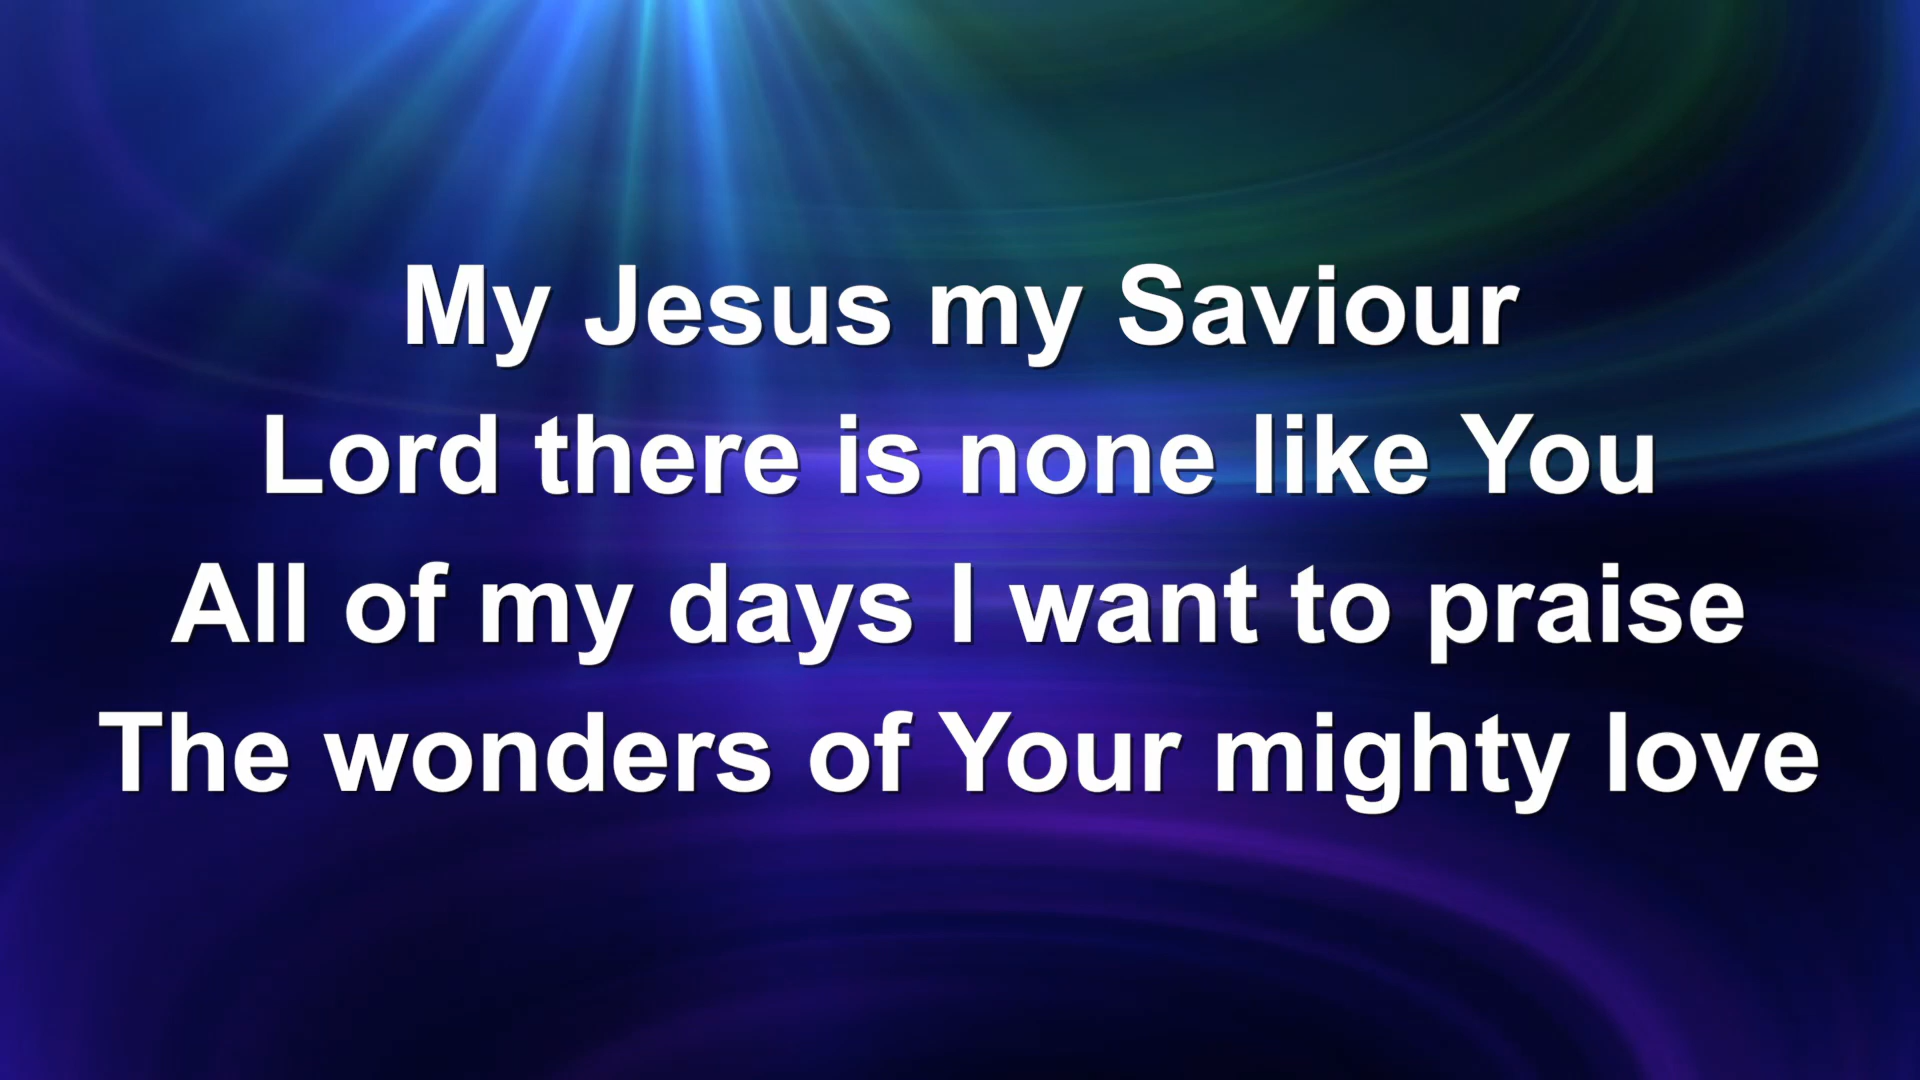 My Jesus my Saviour
Lord there is none like You
All of my days I want to praise
The wonders of Your mighty love